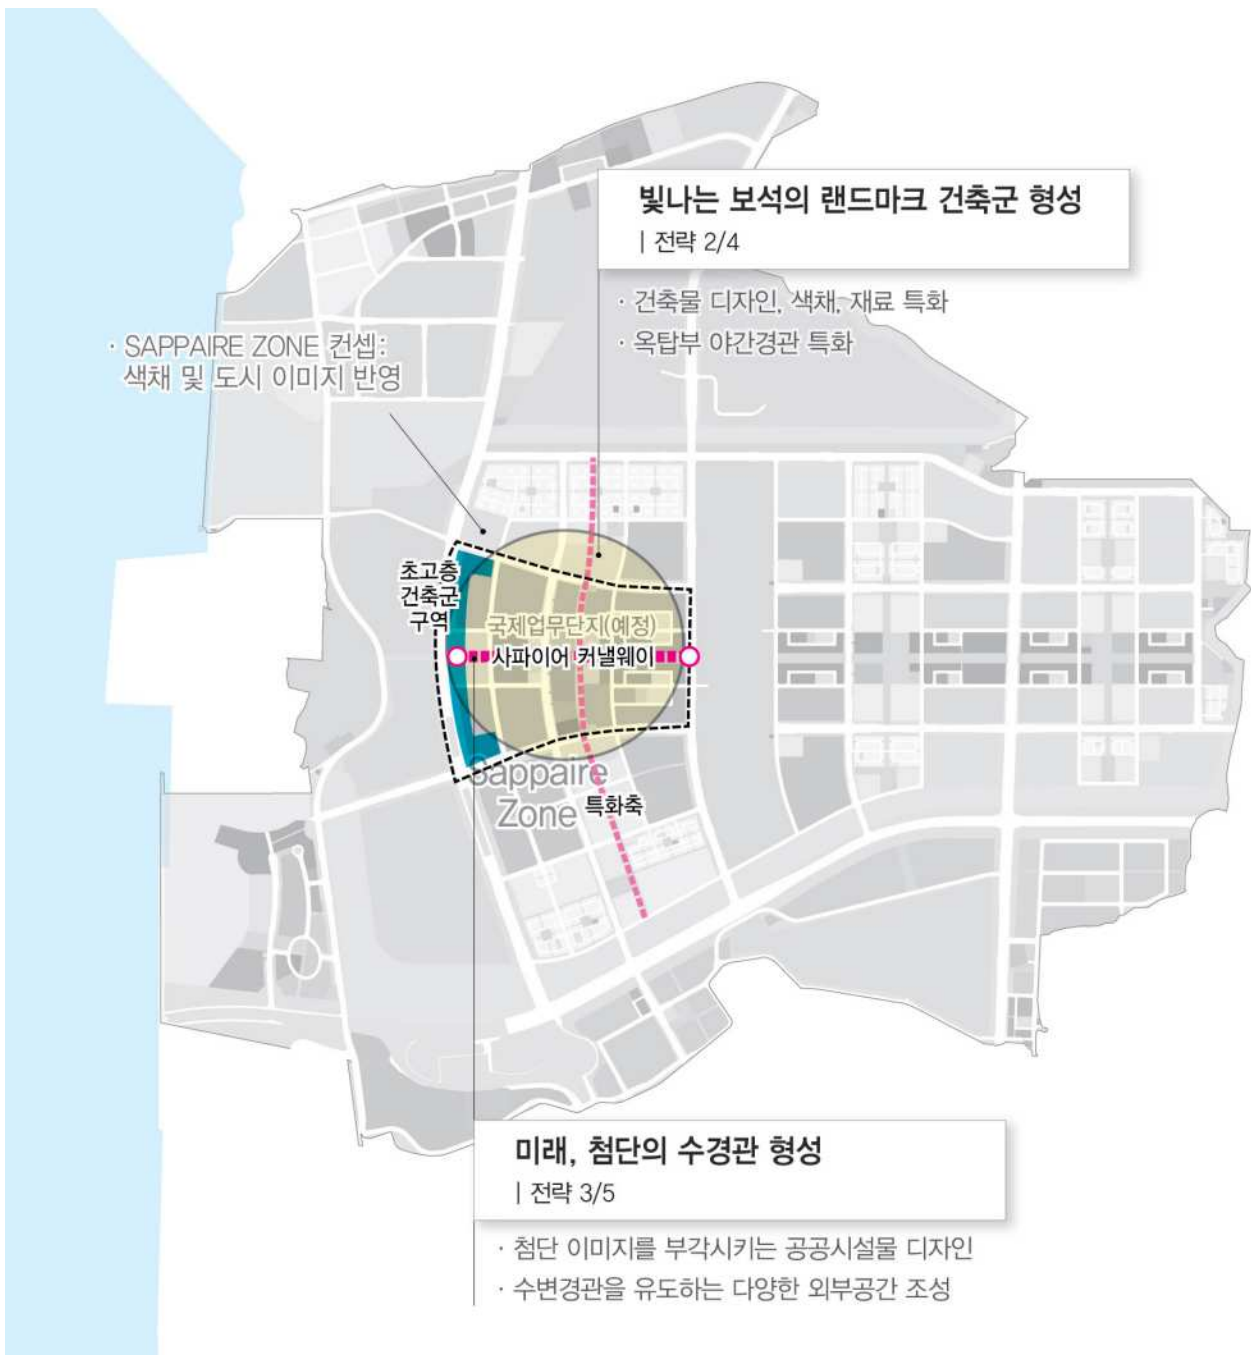 빛나는 보석의 랜드마크 건축군 형성
| 전략 2/4
· 건축물 디자인, 색채, 재료 특화
· 옥탑부 야간경관 특화
· SAPPAIRE ZONE 컨셉:
색채 및 도시 이미지 반영
초고층
건축군
구역
국제업무단지(예정)
사파이어 커낼웨이
Sappaire
Zone
특화축
미래, 첨단의 수경관 형성
| 전략 3/5
· 첨단 이미지를 부각시키는 공공시설물 디자인
· 수변경관을 유도하는 다양한 외부공간 조성